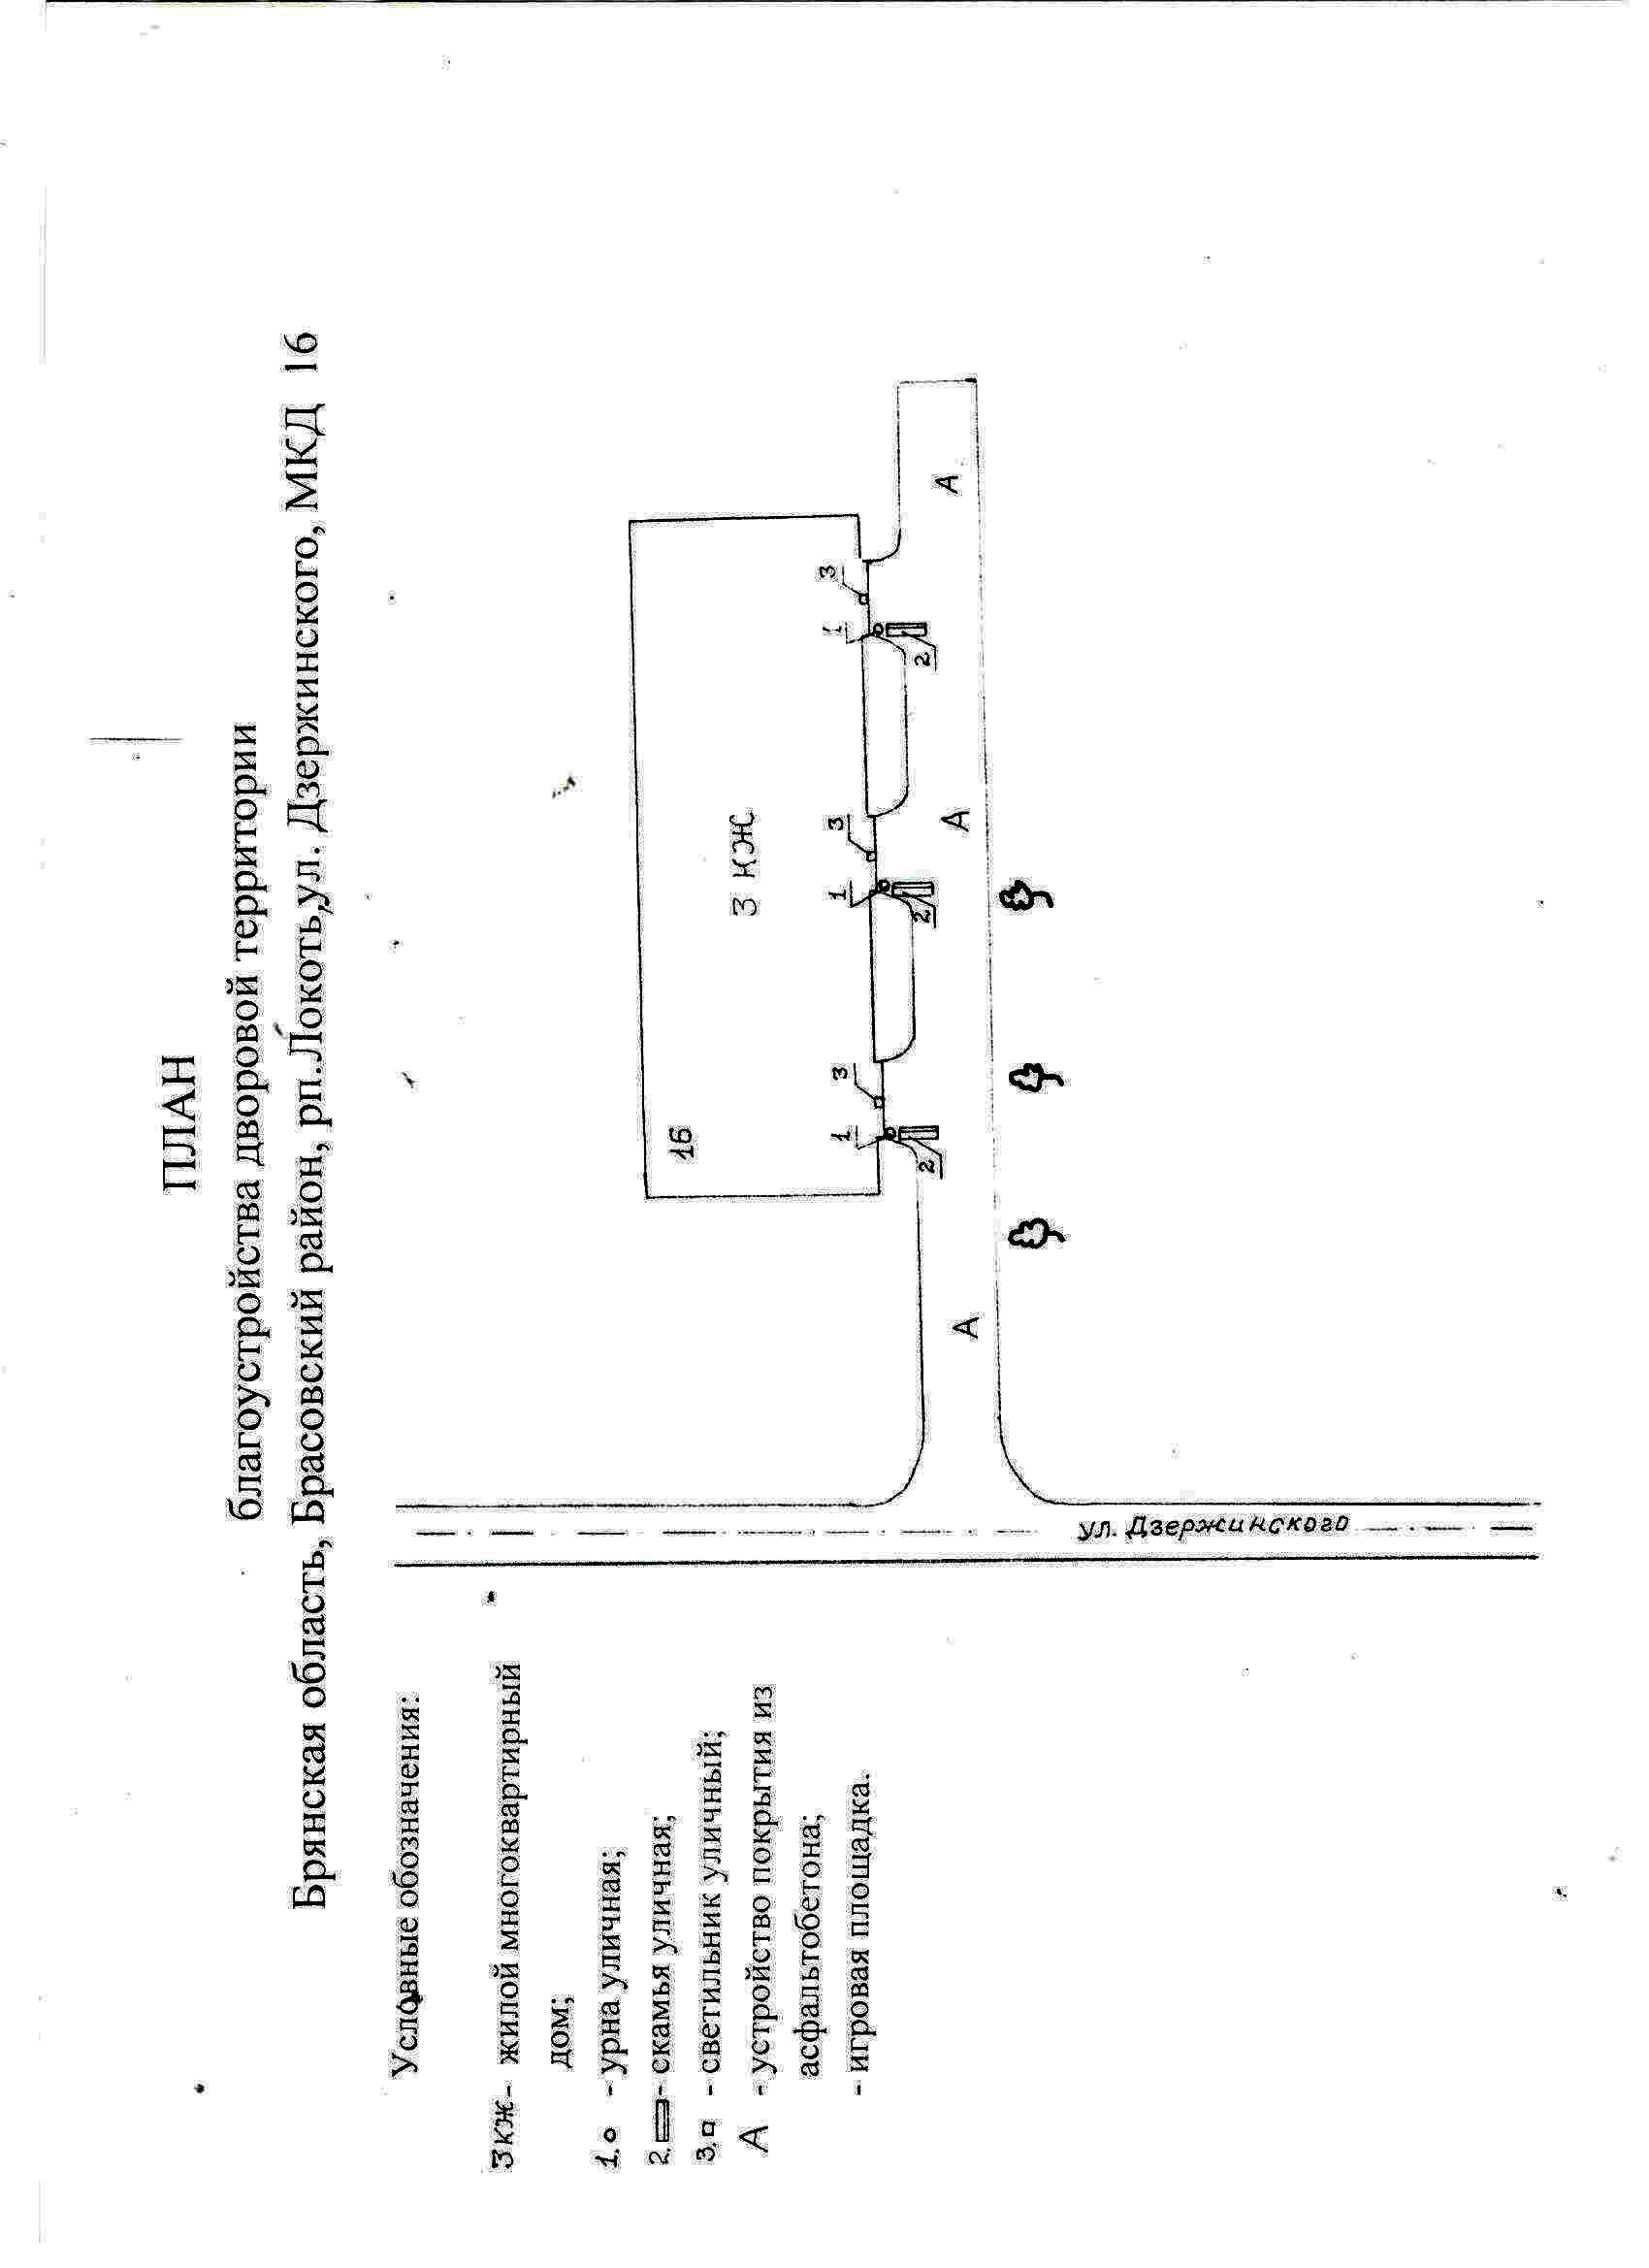 ПЛАН
благоустройства дворовой территории
Брянская область, Брасовский район, рп.Локоть,ул. Дзержинского, МКД 16
Условные обозначения:
3кж - жилой многоквартирный
дом;
1. - урна уличная;
2. - скамья уличная;
3. - светильник уличный;
А - устройство покрытия из
асфальтобетона;
- игровая площадка.
ул. Дзержинского
16
3 кж
1
3
1
3
1
3
2
2
2
А
А
А